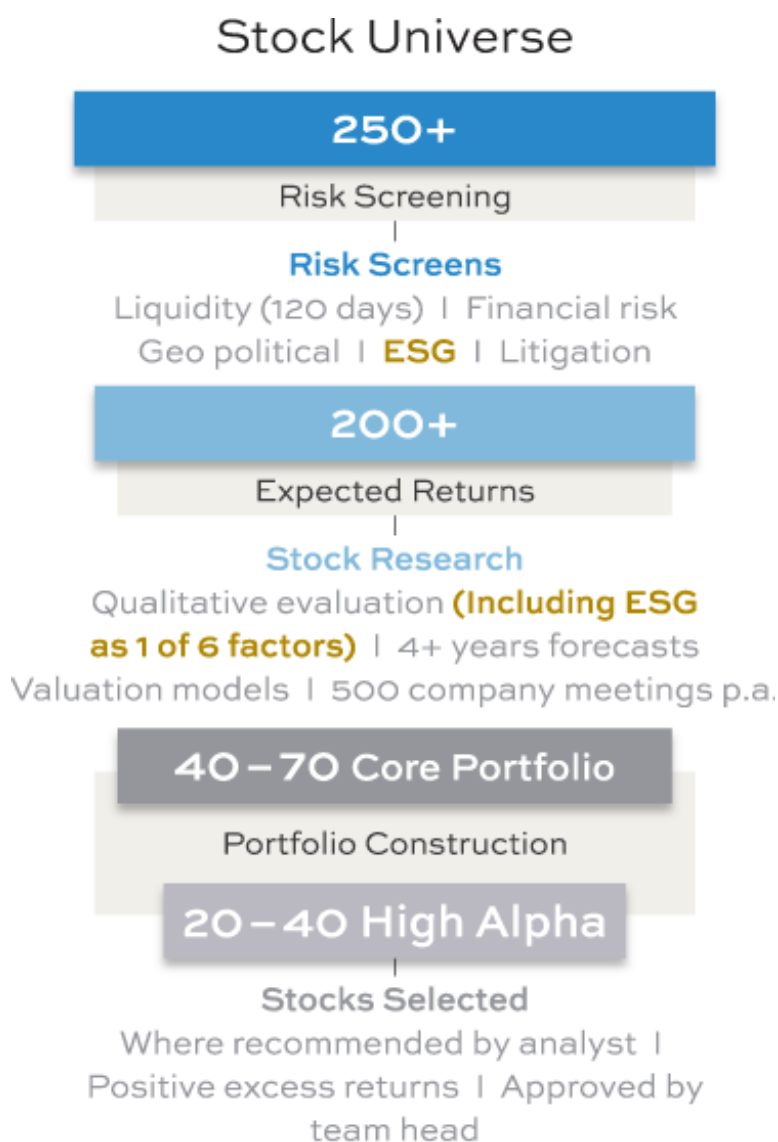 Stock Universe
250+
Risk Screening
Risk Screens
Liquidity (120 days) | Financial risk
Geo political | ESG | Litigation
200+
Expected Returns
Stock Research
Qualitative evaluation (Including ESG
as 1 of 6 factors) | 4+ years forecasts
Valuation models | 500 company meetings p.a.
40–70 Core Portfolio
Portfolio Construction
20–40 High Alpha
Stocks Selected
Where recommended by analyst |
Positive excess returns | Approved by
team head